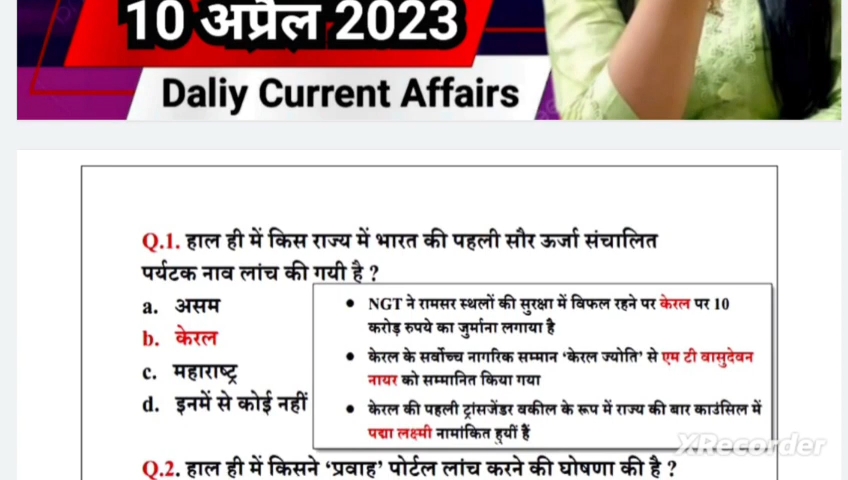 10 अप्रैल 2023
Daliy Current Affairs
Q.1. हाल ही में किस राज्य में भारत की पहली सौर ऊर्जा संचालित
पर्यटक नाव लांच की गयी है ?
a. असम
b. केरल
c. महाराष्ट्र
d. इनमें से कोई नहीं
• NGT ने रामसर स्थलों की सुरक्षा में विफल रहने पर केरल पर 10
करोड़ रुपये का जुर्माना लगाया है
• केरल के सर्वोच्च नागरिक सम्मान ‘केरल ज्योति’ से एम टी वासुदेवन
नायर को सम्मानित किया गया
• केरल की पहली ट्रांसजेंडर वकील के रूप में राज्य की बार काउंसिल में
पद्मा लक्ष्मी नामांकित हुयीं हैं
XRecorder
Q.2. हाल ही में किसने ‘प्रवाह’ पोर्टल लांच करने की घोषणा की है ?